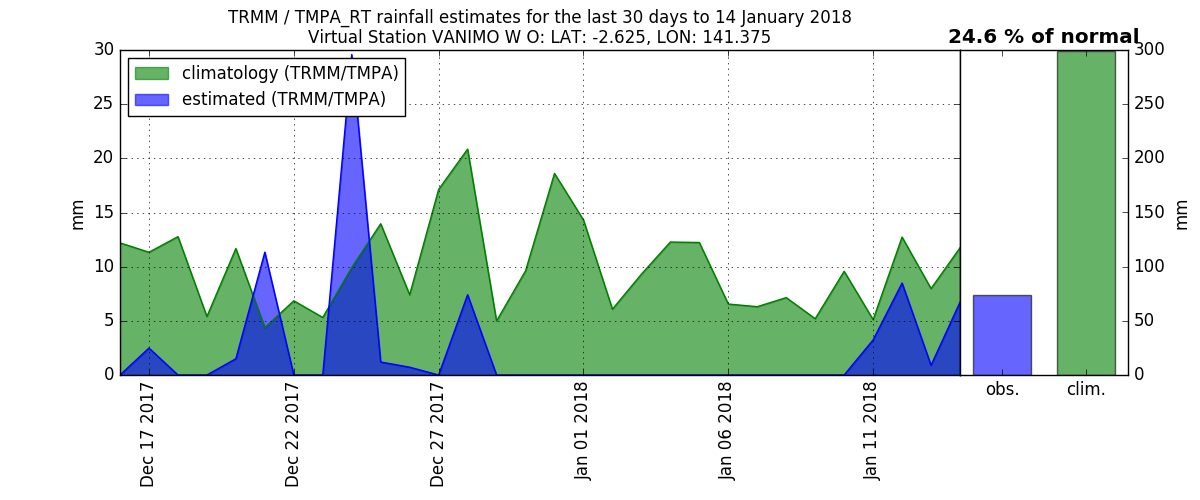 TRMM / TMPA_RT rainfall estimates for the last 30 days to 14 January 2018
Virtual Station VANIMO W O: LAT: -2.625, LON: 141.375
24.6 % of normal
climatology (TRMM/TMPA)
estimated (TRMM/TMPA)
mm
30
25
20
15
10
5
0
Dec 17 2017
Dec 22 2017
Dec 27 2017
Jan 01 2018
Jan 06 2018
Jan 11 2018
300
250
200
150
100
50
0
mm
obs.
clim.